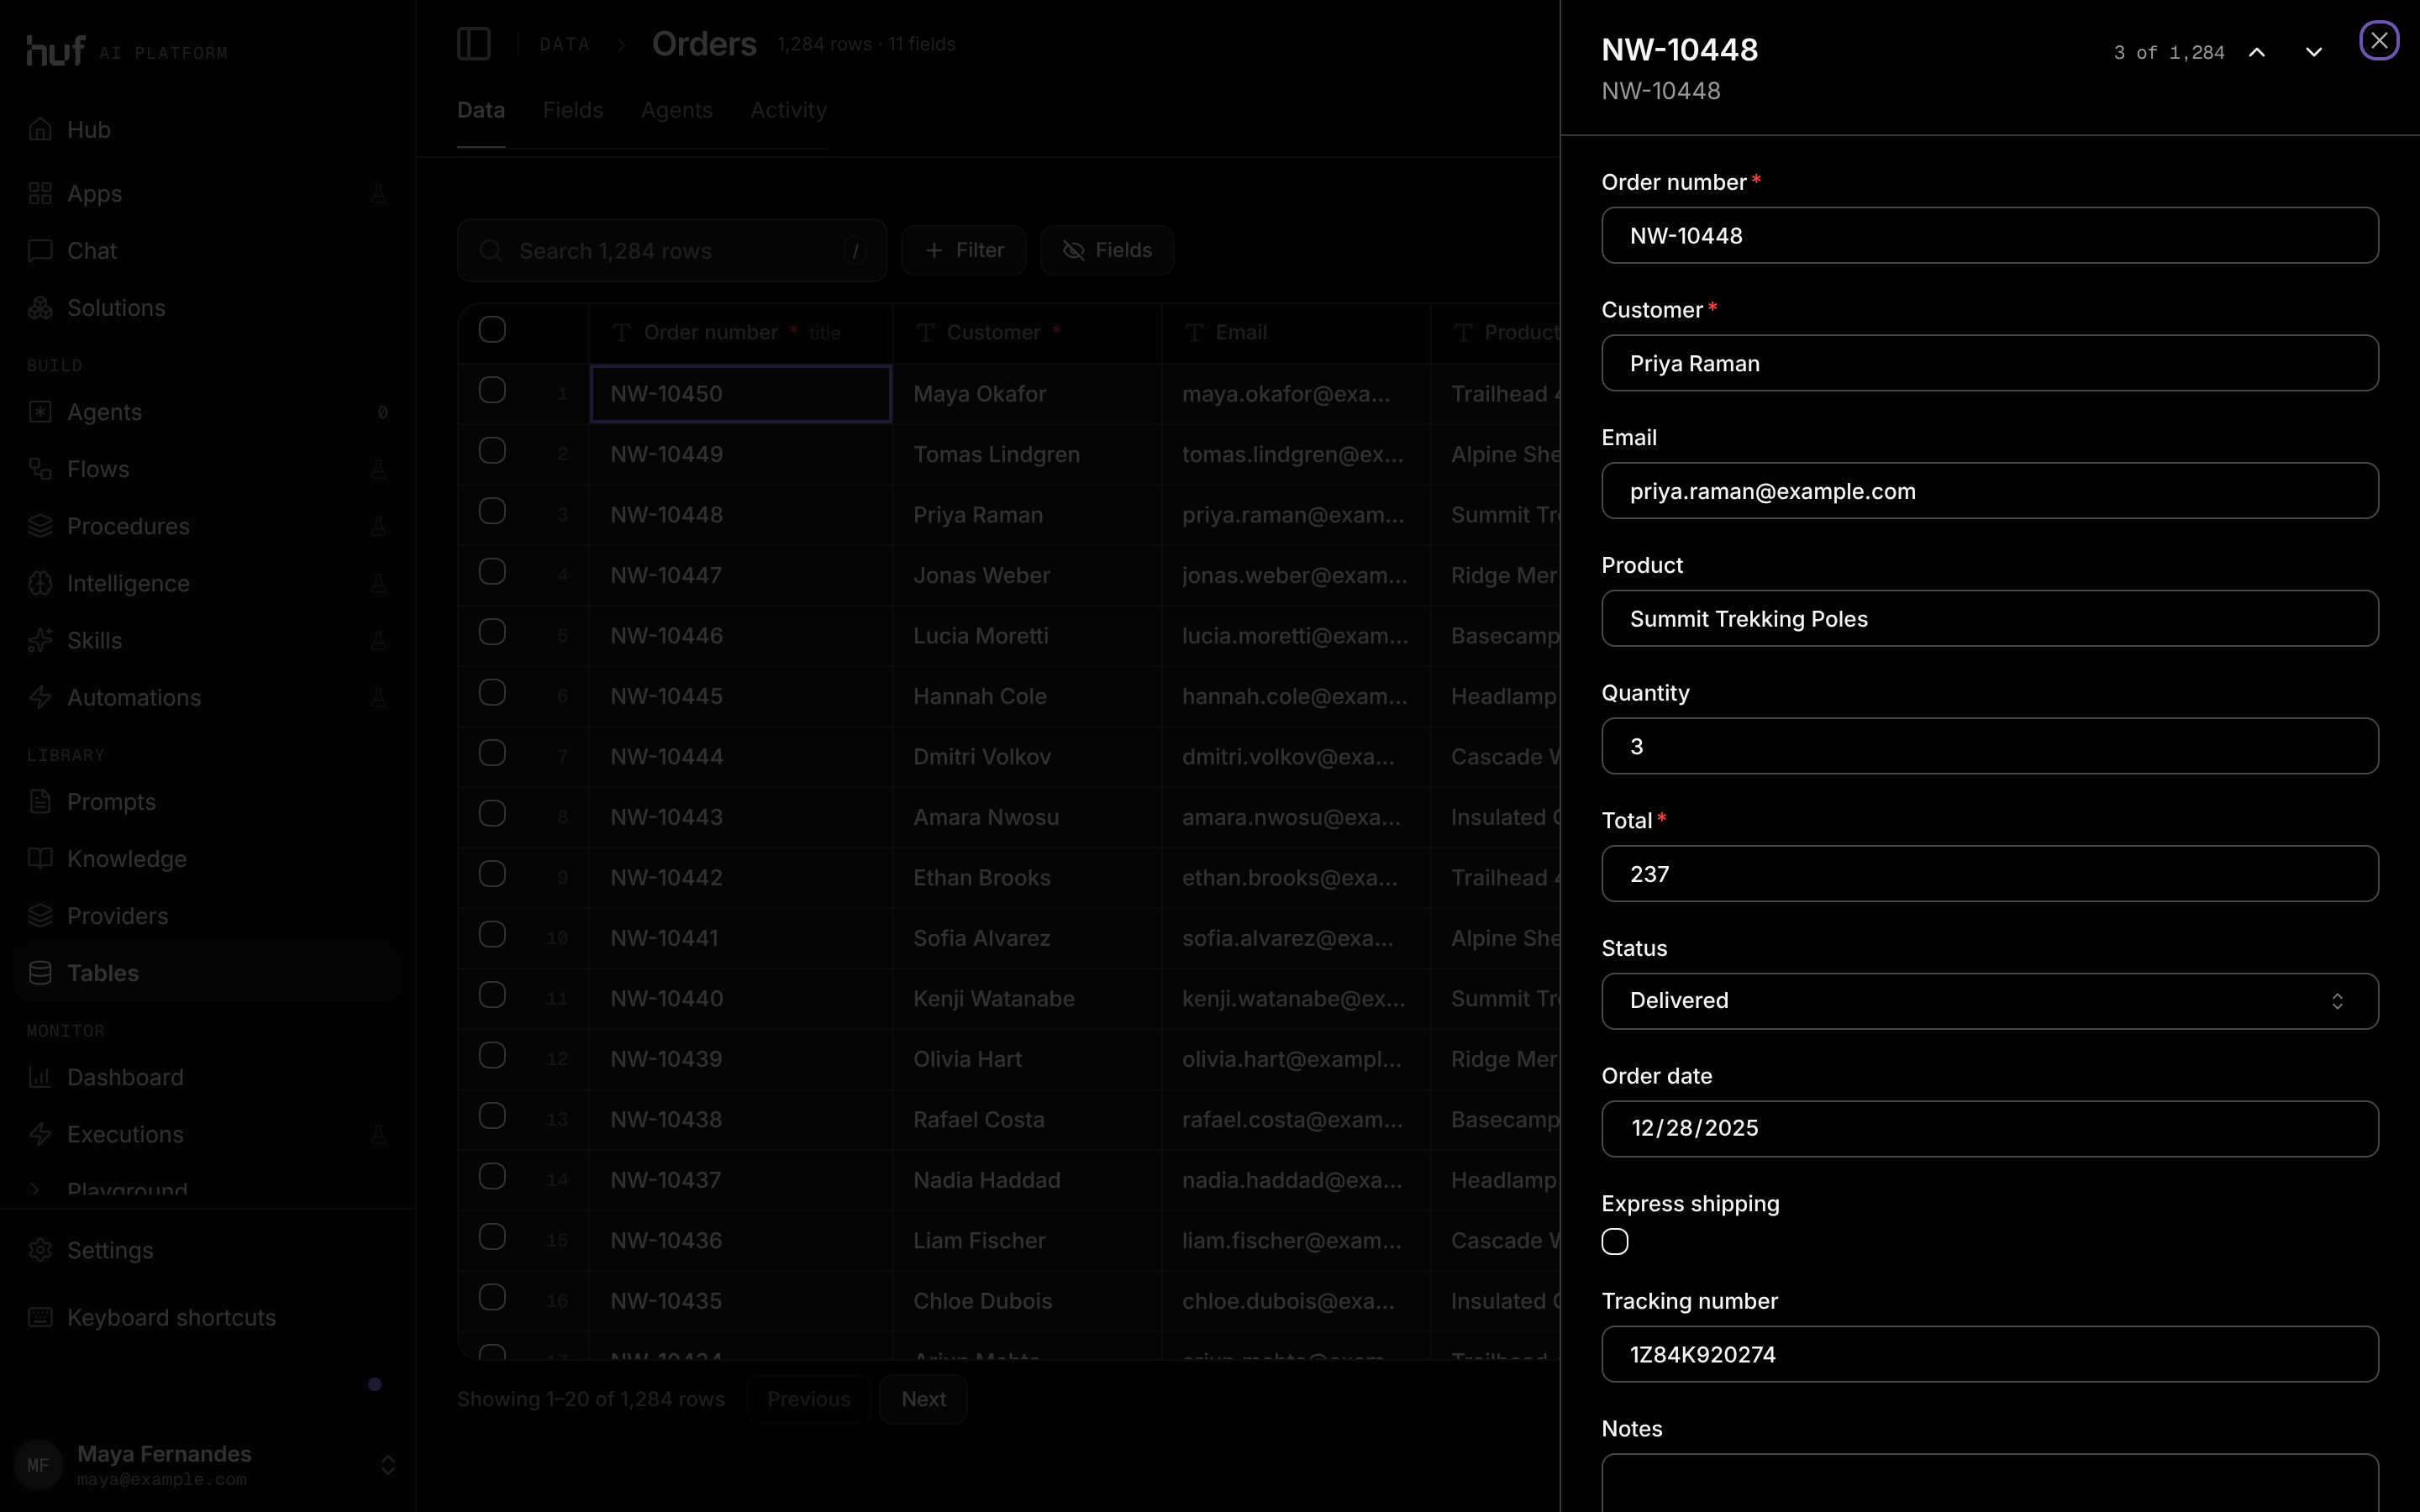 huf AI PLATFORM
Hub
Apps
Chat
Solutions
BUILD
Agents 0
Flows
Procedures
Intelligence
Skills
Automations
LIBRARY
Prompts
Knowledge
Providers
Tables
MONITOR
Dashboard
Executions
Playground
Settings
Keyboard shortcuts
MF
Maya Fernandes
maya@example.com
DATA > Orders 1,284 rows · 11 fields
Data Fields Agents Activity
Search 1,284 rows /
Filter
Fields
Order number * title Customer * Email Product
1 NW-10450 Maya Okafor maya.okafor@exa... Trailhead
2 NW-10449 Tomas Lindgren tomas.lindgren@ex... Alpine She
3 NW-10448 Priya Raman priya.raman@exam... Summit Tr
4 NW-10447 Jonas Weber jonas.weber@exam... Ridge Mer
5 NW-10446 Lucia Moretti lucia.moretti@exam... Basecamp
6 NW-10445 Hannah Cole hannah.cole@exam... Headlamp
7 NW-10444 Dmitri Volkov dmitri.volkov@exa... Cascade
8 NW-10443 Amara Nwosu amara.nwosu@exa... Insulated
9 NW-10442 Ethan Brooks ethan.brooks@exa... Trailhead
10 NW-10441 Sofia Alvarez sofia.alvarez@exa... Alpine She
11 NW-10440 Kenji Watanabe kenji.watanabe@ex... Summit Tr
12 NW-10439 Olivia Hart olivia.hart@exampl... Ridge Mer
13 NW-10438 Rafael Costa rafael.costa@exam... Basecamp
14 NW-10437 Nadia Haddad nadia.haddad@exa... Headlamp
15 NW-10436 Liam Fischer liam.fischer@exam... Cascade
16 NW-10435 Chloe Dubois chloe.dubois@exa... Insulated
17 NW-10434 Arjun Mehta arjun.mehta@exam... Trailhead
Showing 1–20 of 1,284 rows Previous Next
NW-10448
NW-10448
3 of 1,284
Order number *
NW-10448
Customer *
Priya Raman
Email
priya.raman@example.com
Product
Summit Trekking Poles
Quantity
3
Total *
237
Status
Delivered
Order date
12/28/2025
Express shipping
Tracking number
1Z84K920274
Notes